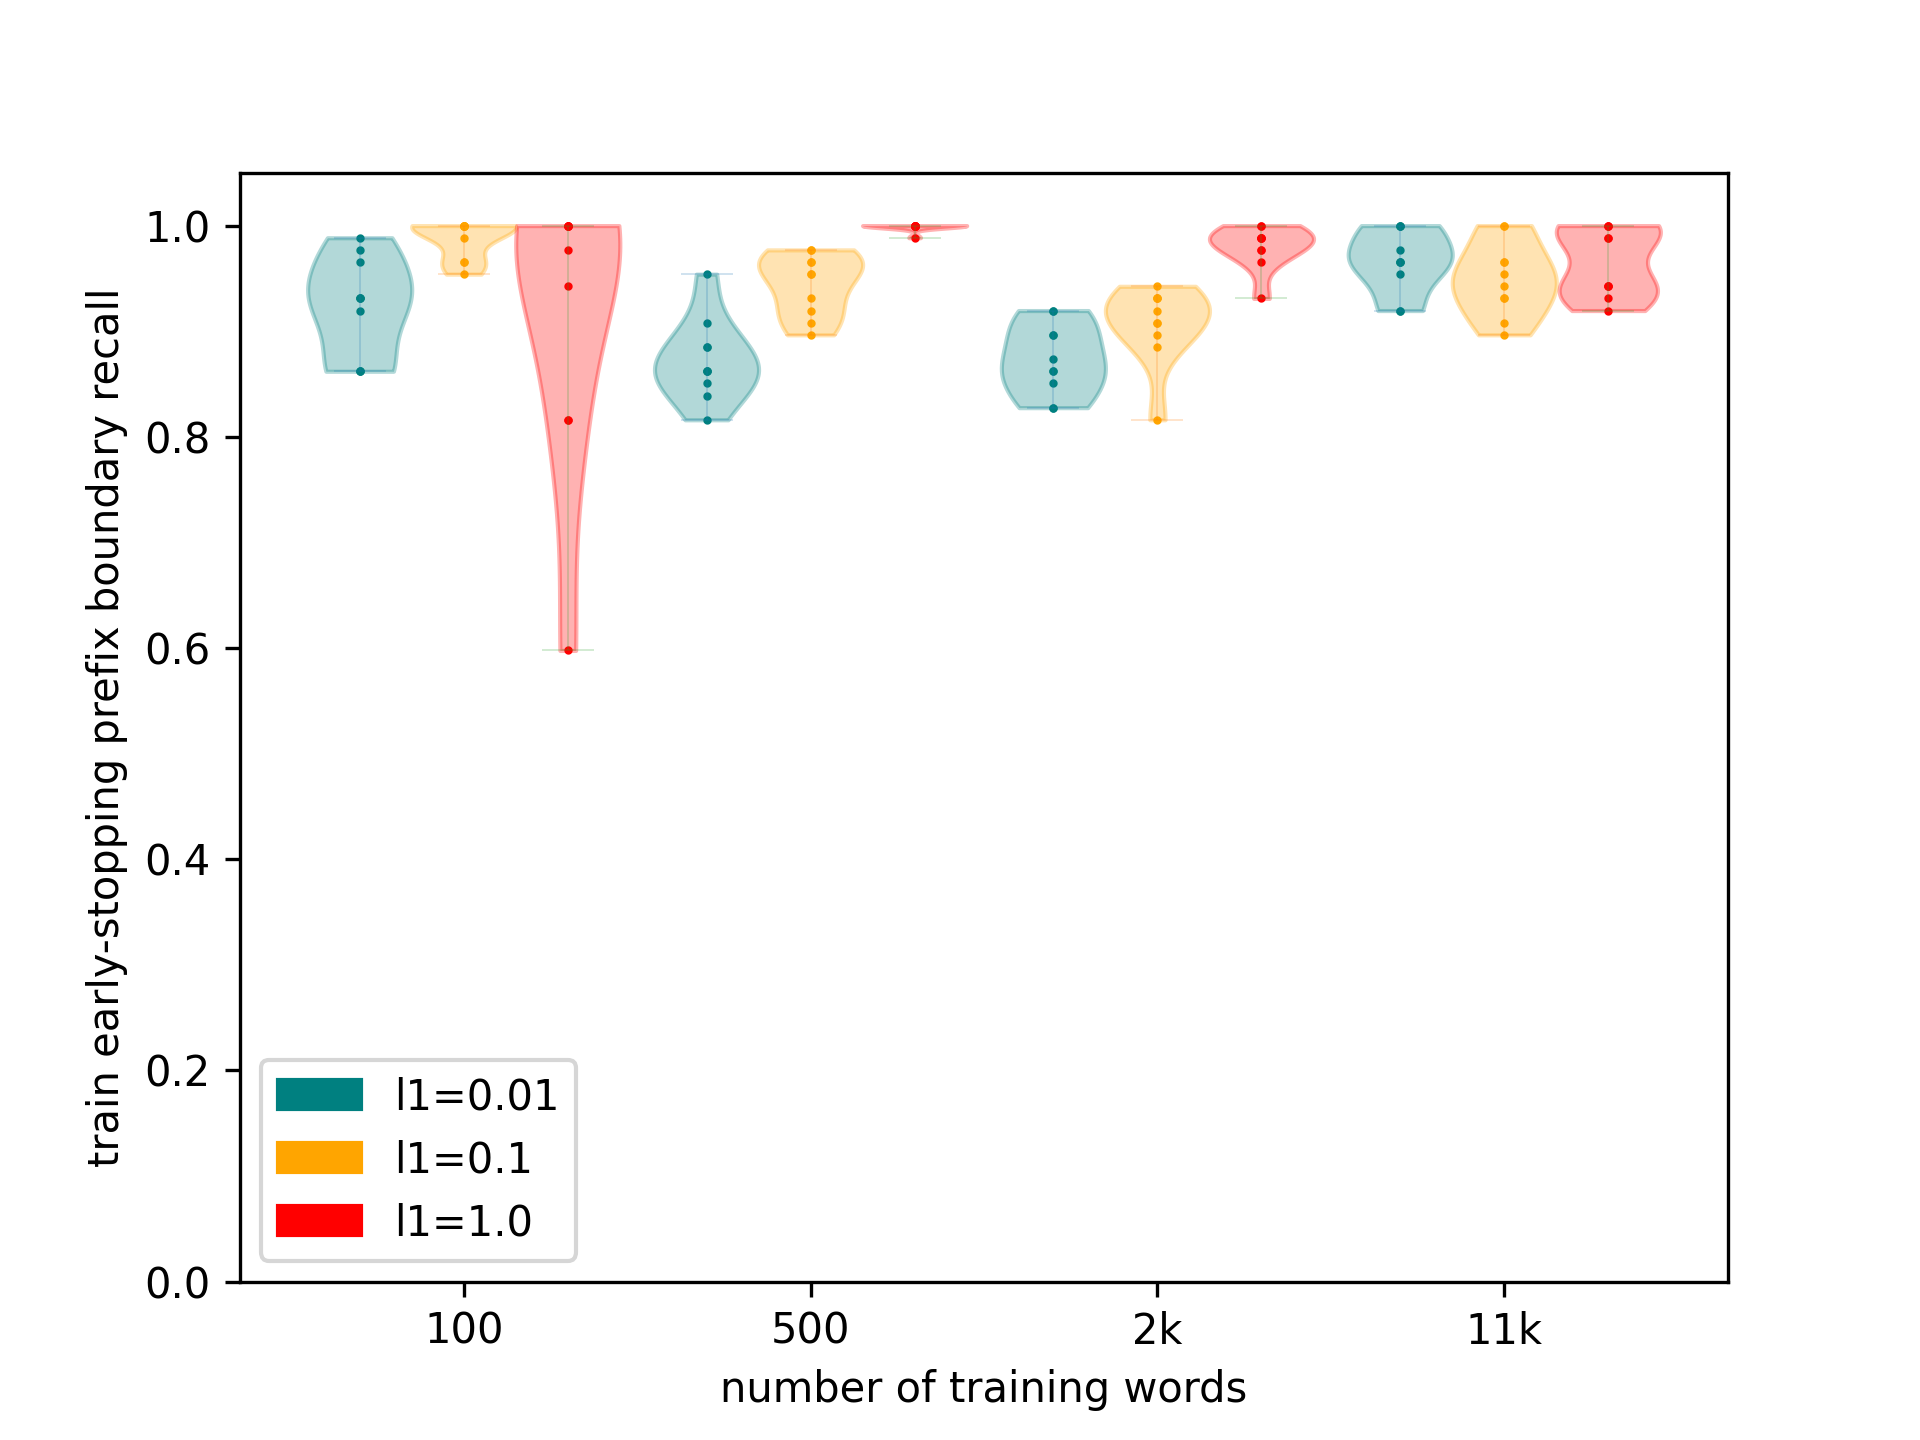 train early-stopping prefix boundary recall
1.0
0.8
0.6
0.4
0.2
0.0
l1=0.01
l1=0.1
l1=1.0
100 500 2k 11k
number of training words